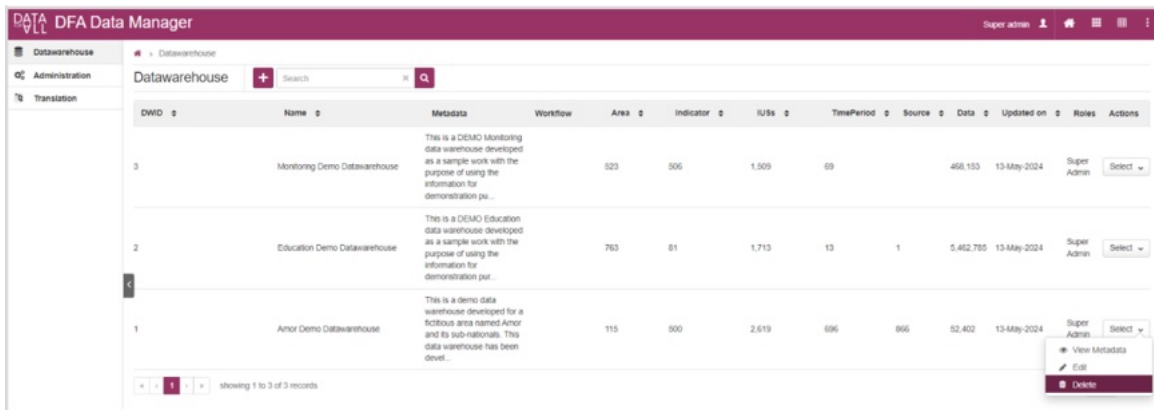 DATA FOR ALL DFA Data Manager
Super admin
Datawarehouse
Administration
Translation
> Datawarehouse
Datawarehouse + Search ×
DWID Name Metadata Workflow Area Indicator IUSs TimePeriod Source Data Updated on Roles Actions
3 Monitoring Demo Datawarehouse
This is a DEMO Monitoring
data warehouse developed
as a sample work with the
purpose of using the
information for
demonstration pu...
523 506 1,509 69 468,153 13-May-2024
Super
Admin
Select
2 Education Demo Datawarehouse
This is a DEMO Education
data warehouse developed
as a sample work with the
purpose of using the
information for
demonstration pur...
763 81 1,713 13 1 5,462,785 13-May-2024
Super
Admin
Select
1 Amor Demo Datawarehouse
This is a demo data
warehouse developed for a
fictitious area named Amor
and its sub-nationals. This
data warehouse has been
devel...
115 500 2,619 696 866 52,402 13-May-2024
Super
Admin
Select
View Metadata
Edit
Delete
« ‹ 1 › » showing 1 to 3 of 3 records